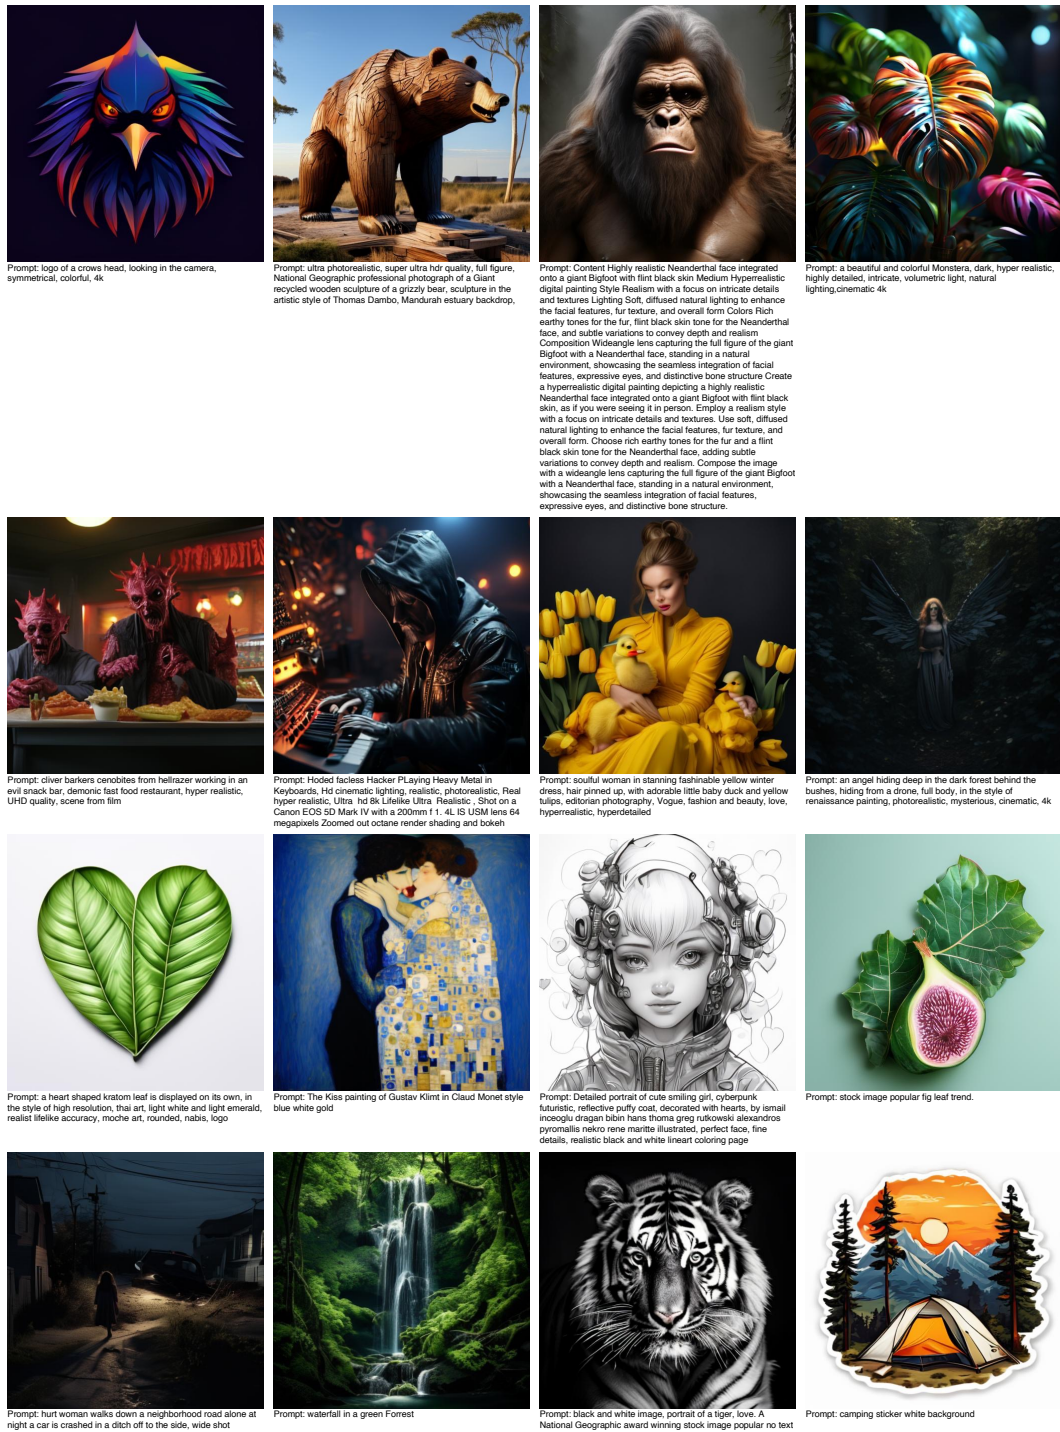 Prompt: logo of a crows head, looking in the camera,
symmetrical, colorful, 4k
Prompt: ultra photorealistic, super ultra hdr quality, full figure,
National Geographic professional photograph of a Giant
recycled wooden sculpture of a grizzly bear, sculpture in the
artistic style of Thomas Dambo, Mandurah estuary backdrop,
Prompt: Content Highly realistic Neanderthal face integrated
onto a giant Bigfoot with flint black skin Medium Hyperrealistic
digital painting Style Realism with a focus on intricate details
and textures Lighting Soft, diffused natural lighting to enhance
the facial features, fur texture, and overall form Colors Rich
earthy tones for the fur, flint black skin tone for the Neanderthal
face, and subtle variations to convey depth and realism
Composition Wideangle lens capturing the full figure of the giant
Bigfoot with a Neanderthal face, standing in a natural
environment, showcasing the seamless integration of facial
features, expressive eyes, and distinctive bone structure Create
a hyperrealistic digital painting depicting a highly realistic
Neanderthal face integrated onto a giant Bigfoot with flint black
skin, as if you were seeing it in person. Employ a realism style
with a focus on intricate details and textures. Use soft, diffused
natural lighting to enhance the facial features, fur texture, and
overall form. Choose rich earthy tones for the fur and a flint
black skin tone for the Neanderthal face, adding subtle
variations to convey depth and realism. Compose the image
with a wideangle lens capturing the full figure of the giant Bigfoot
with a Neanderthal face, standing in a natural environment,
showcasing the seamless integration of facial features,
expressive eyes, and distinctive bone structure.
Prompt: a beautiful and colorful Monstera, dark, hyper realistic,
highly detailed, intricate, volumetric light, natural
lighting,cinematic 4k
Prompt: cliver barkers cenobites from hellrazer working in an
evil snack bar, demonic fast food restaurant, hyper realistic,
UHD quality, scene from film
Prompt: Hoded facless Hacker PLaying Heavy Metal in
Keyboards, Hd cinematic lighting, realistic, photorealistic, Real
hyper realistic, Ultra  hd 8k Lifelike Ultra  Realistic , Shot on a
Canon EOS 5D Mark IV with a 200mm f 1. 4L IS USM lens 64
megapixels Zoomed out octane render shading and bokeh
Prompt: soulful woman in stanning fashinable yellow winter
dress, hair pinned up, with adorable little baby duck and yellow
tulips, editorial photography, Vogue, fashion and beauty, love,
hyperrealistic, hyperdetailed
Prompt: an angel hiding deep in the dark forest behind the
bushes, hiding from a drone, full body, in the style of
renaissance painting, photorealistic, mysterious, cinematic, 4k
Prompt: a heart shaped kratom leaf is displayed on its own, in
the style of high resolution, thai art, light white and light emerald,
realist lifelike accuracy, moche art, rounded, nabis, logo
Prompt: The Kiss painting of Gustav Klimt in Claud Monet style
blue white gold
Prompt: Detailed portrait of cute smiling girl, cyberpunk
futuristic, reflective puffy coat, decorated with hearts, by ismail
inceoglu dragan bibin hans thoma greg rutkowski alexandros
pyromallis nekro rene maritte illustrated, perfect face, fine
details, realistic black and white lineart coloring page
Prompt: stock image popular fig leaf trend.
Prompt: hurt woman walks down a neighborhood road alone at
night a car is crashed in a ditch off to the side, wide shot
Prompt: waterfall in a green Forrest
Prompt: black and white image, portrait of a tiger, love. A
National Geographic award winning stock image popular no text
Prompt: camping sticker white background